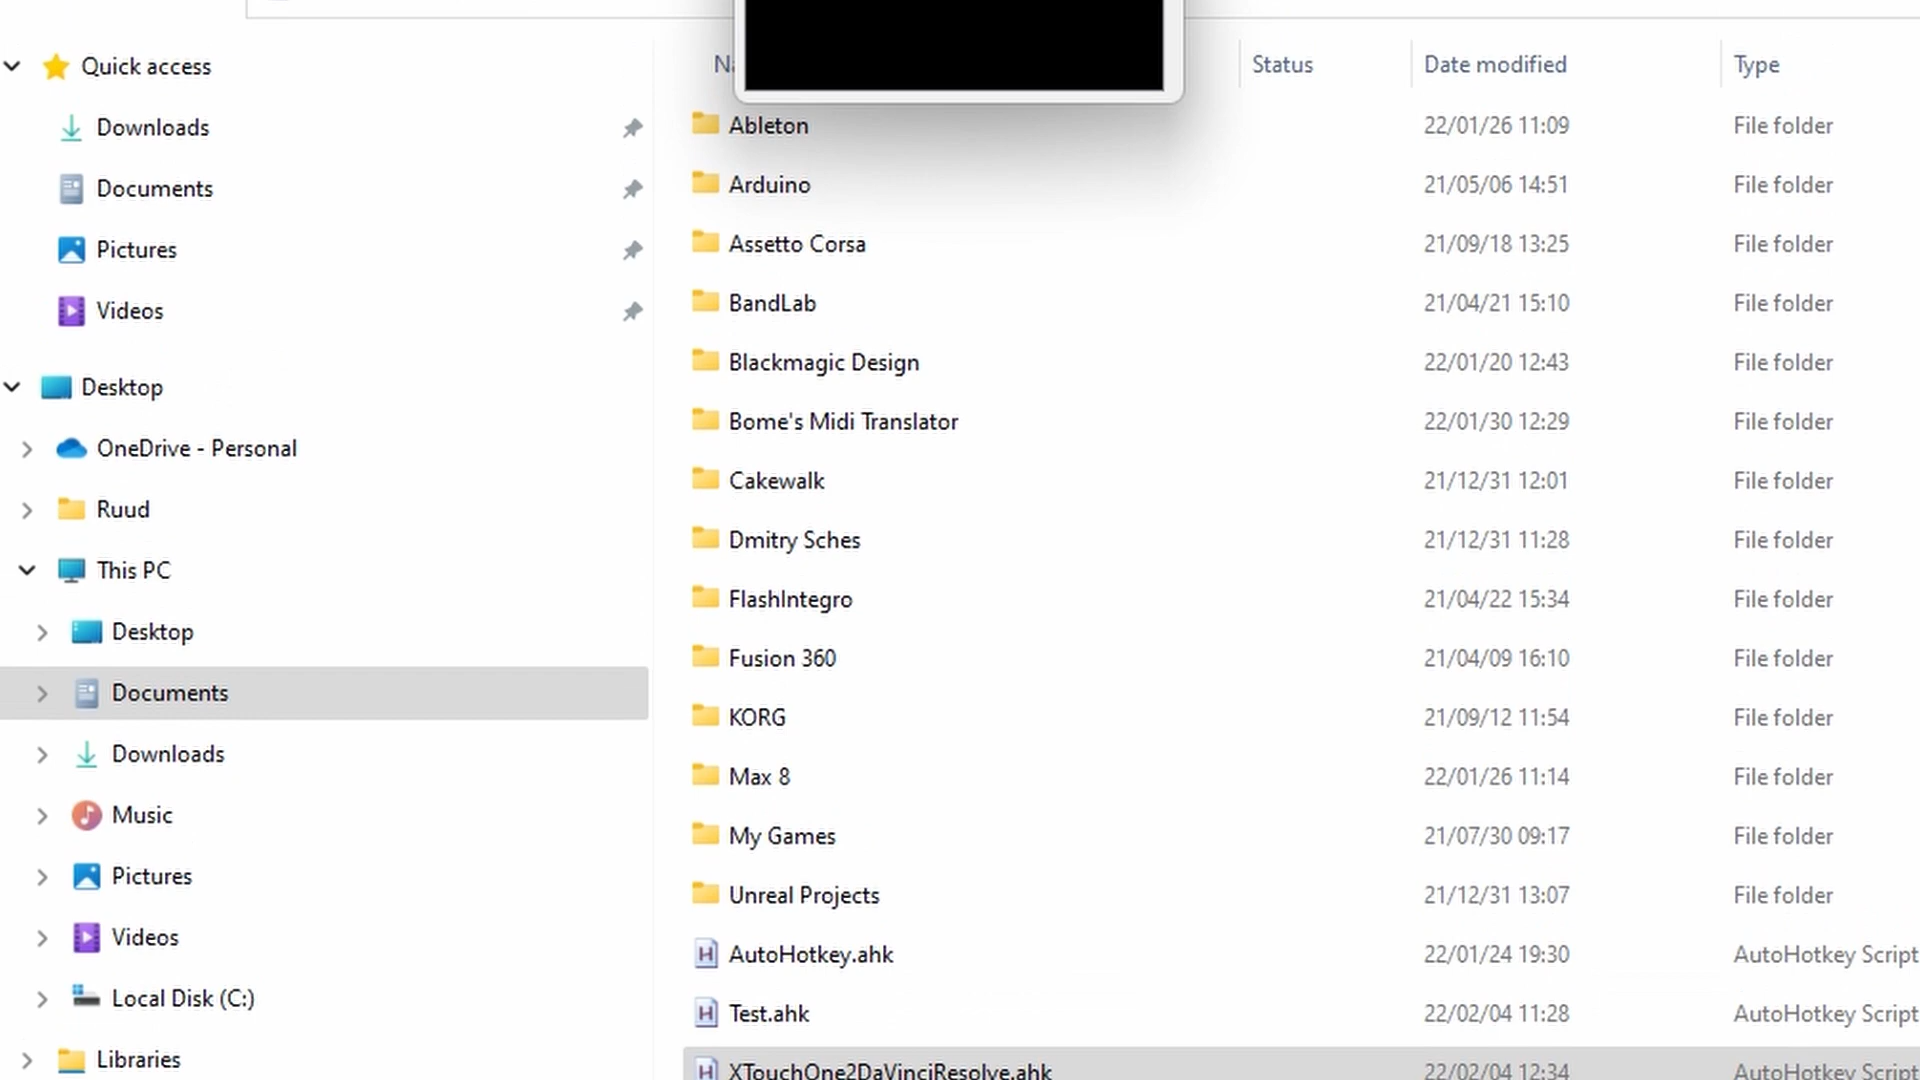 Quick access
Downloads
Documents
Pictures
Videos
Desktop
OneDrive - Personal
Ruud
This PC
Desktop
Documents
Downloads
Music
Pictures
Videos
Local Disk (C:)
Libraries
Status Date modified Type
Ableton 22/01/26 11:09 File folder
Arduino 21/05/06 14:51 File folder
Assetto Corsa 21/09/18 13:25 File folder
BandLab 21/04/21 15:10 File folder
Blackmagic Design 22/01/20 12:43 File folder
Bome's Midi Translator 22/01/30 12:29 File folder
Cakewalk 21/12/31 12:01 File folder
Dmitry Sches 21/12/31 11:28 File folder
FlashIntegro 21/04/22 15:34 File folder
Fusion 360 21/04/09 16:10 File folder
KORG 21/09/12 11:54 File folder
Max 8 22/01/26 11:14 File folder
My Games 21/07/30 09:17 File folder
Unreal Projects 21/12/31 13:07 File folder
AutoHotkey.ahk 22/01/24 19:30 AutoHotkey Script
Test.ahk 22/02/04 11:28 AutoHotkey Script
XTouchOne2DaVinciResolve.ahk 22/02/04 12:34 AutoHotkey Script